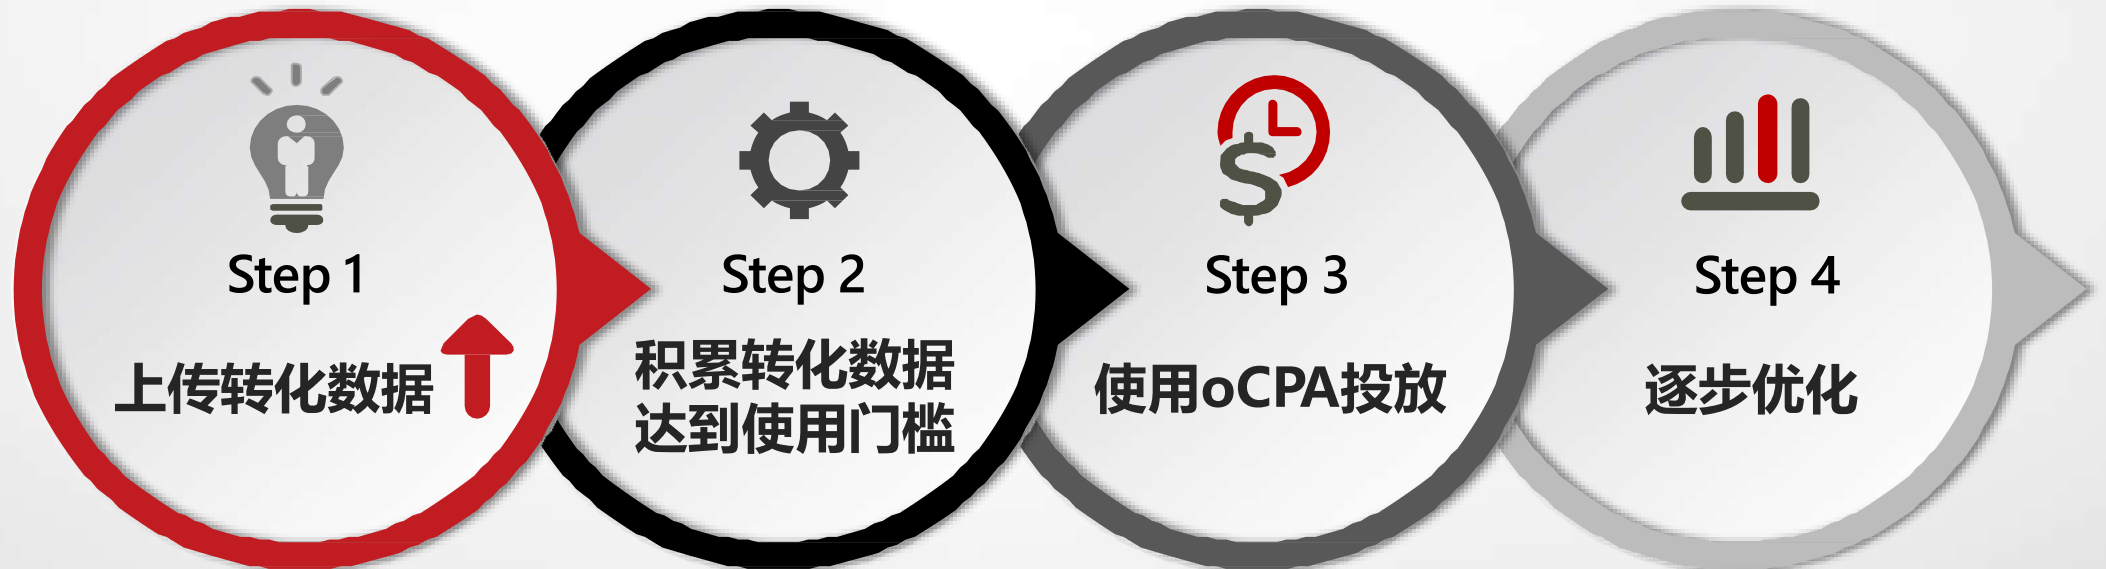 Step 1
上传转化数据
Step 2
积累转化数据
达到使用门槛
Step 3
使用oCPA投放
Step 4
逐步优化